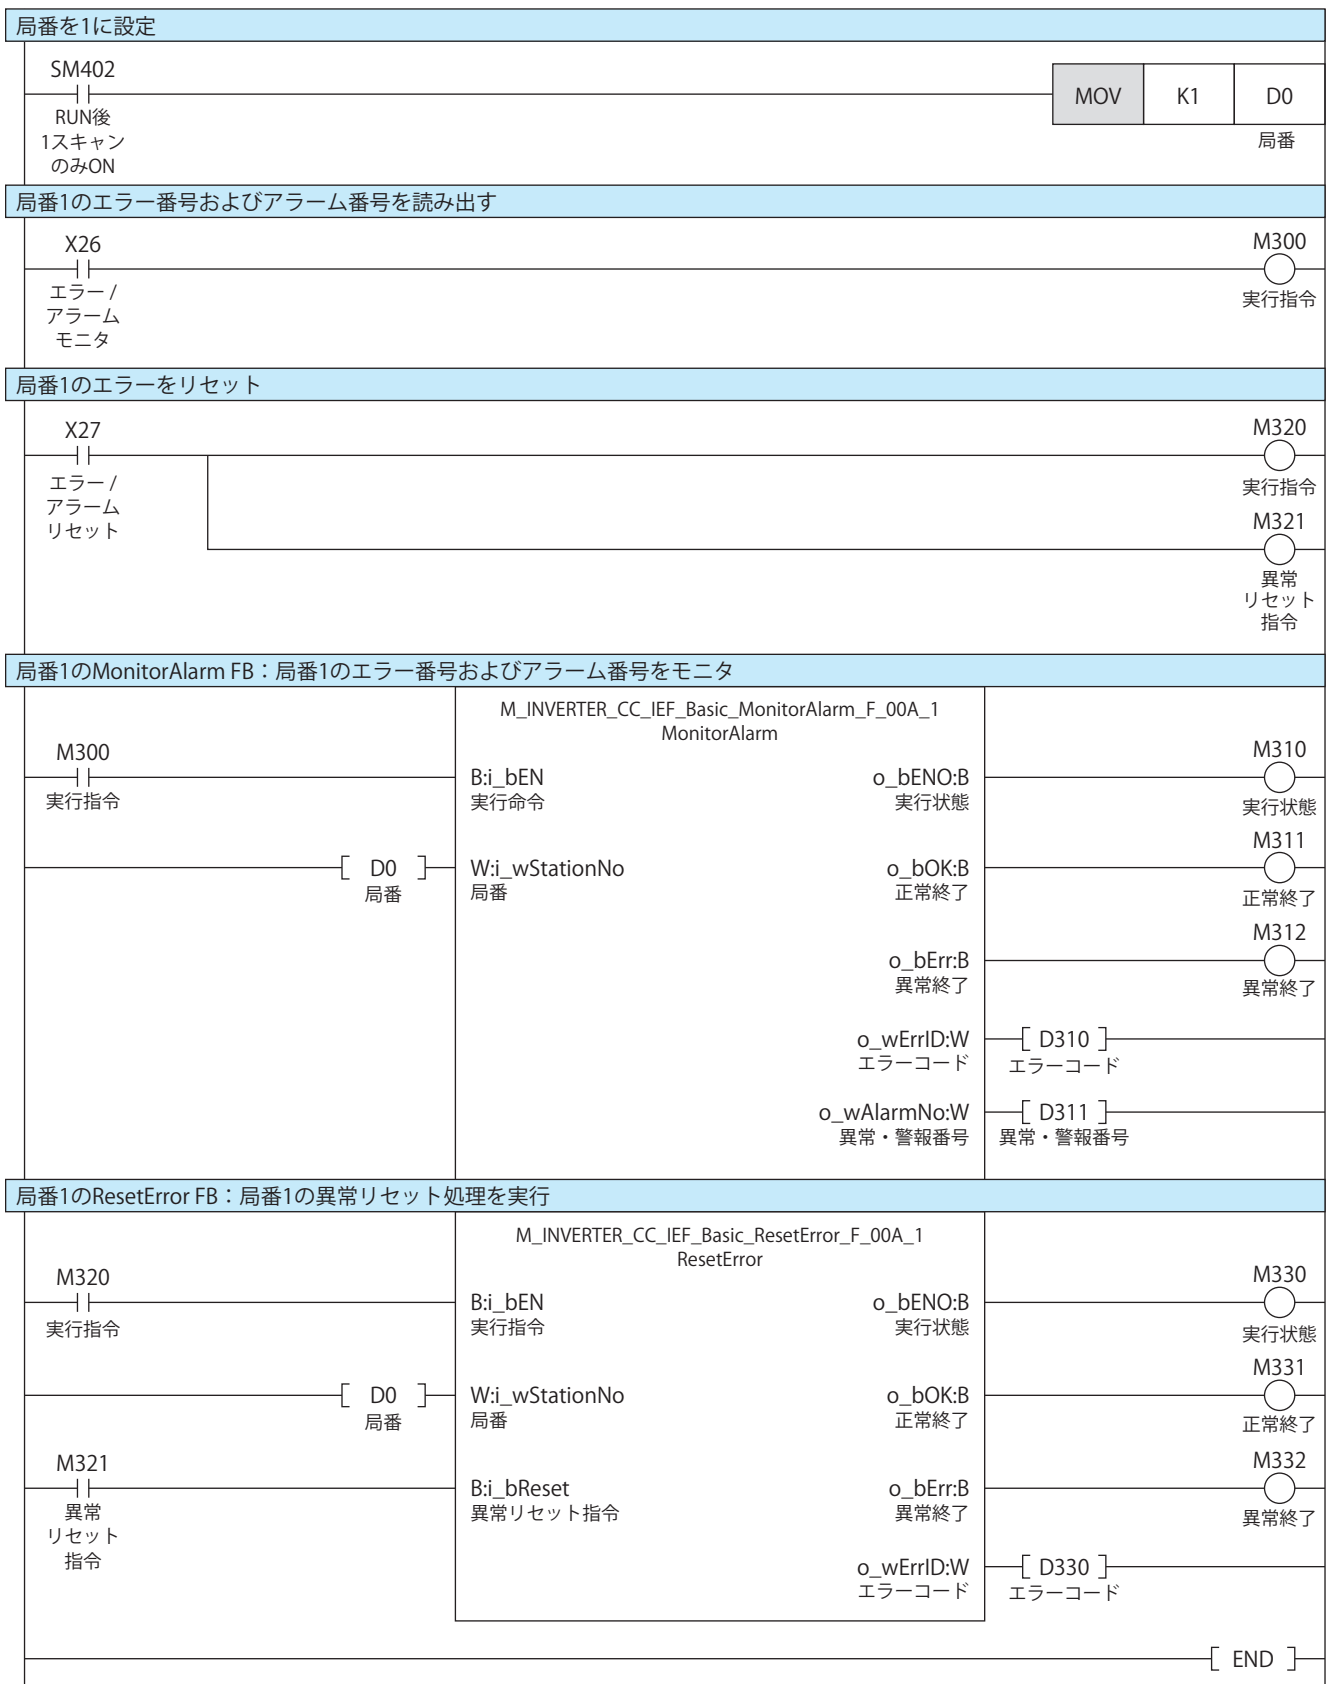 局番を1に設定
SM402
RUN後
1スキャン
のみON
MOV K1 D0
局番
局番1のエラー番号およびアラーム番号を読み出す
X26
エラー /
アラーム
モニタ
M300
実行指令
局番1のエラーをリセット
X27
エラー /
アラーム
リセット
M320
実行指令
M321
異常
リセット
指令
局番1のMonitorAlarm FB：局番1のエラー番号およびアラーム番号をモニタ
M_INVERTER_CC_IEF_Basic_MonitorAlarm_F_00A_1
MonitorAlarm
M300
実行指令
B:i_bEN
実行命令
o_bENO:B
実行状態
M310
実行状態
D0
局番
W:i_wStationNo
局番
o_bOK:B
正常終了
M311
正常終了
o_bErr:B
異常終了
M312
異常終了
o_wErrID:W
エラーコード
D310
エラーコード
o_wAlarmNo:W
異常・警報番号
D311
異常・警報番号
局番1のResetError FB：局番1の異常リセット処理を実行
M_INVERTER_CC_IEF_Basic_ResetError_F_00A_1
ResetError
M320
実行指令
B:i_bEN
実行指令
o_bENO:B
実行状態
M330
実行状態
D0
局番
W:i_wStationNo
局番
o_bOK:B
正常終了
M331
正常終了
M321
異常
リセット
指令
B:i_bReset
異常リセット指令
o_bErr:B
異常終了
M332
異常終了
o_wErrID:W
エラーコード
D330
エラーコード
END